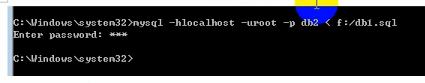 C:\Windows\system32>mysql -hlocalhost -uroot -p db2 < f:/db1.sql
Enter password: ***
C:\Windows\system32>